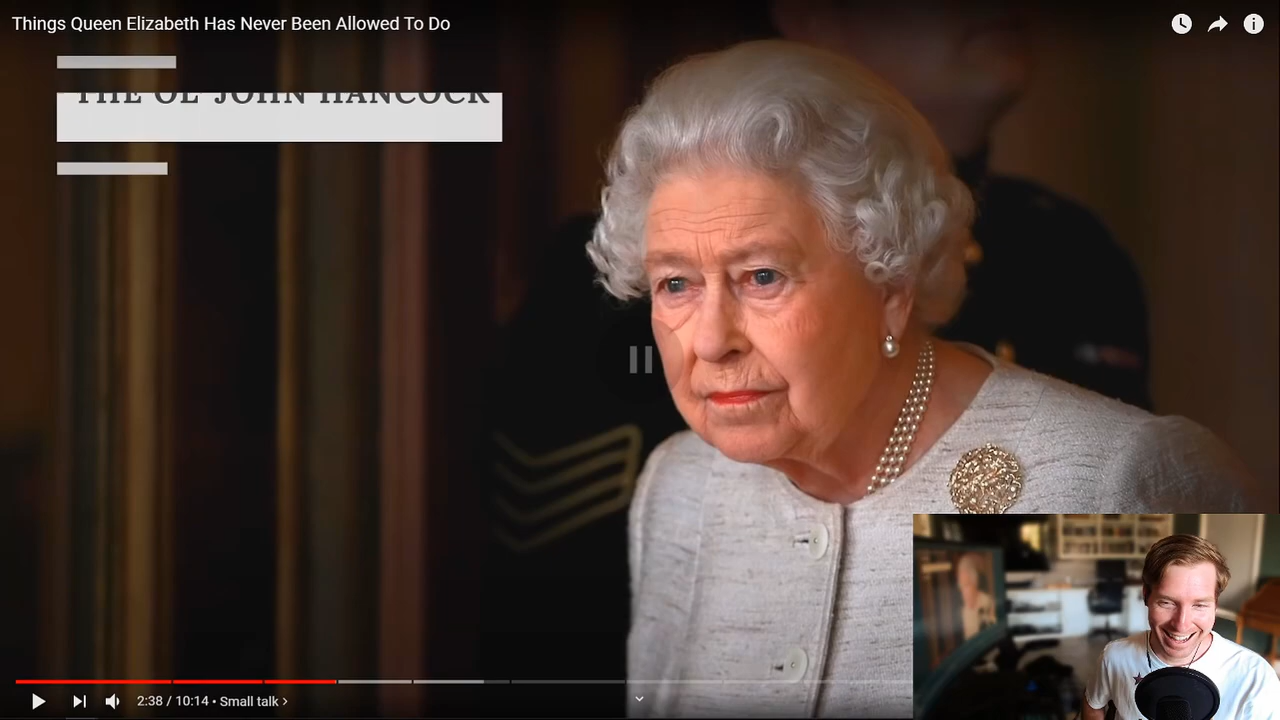 Things Queen Elizabeth Has Never Been Allowed To Do
THE OL' JOHN HANCOCK
2:38 / 10:14 • Small talk ›